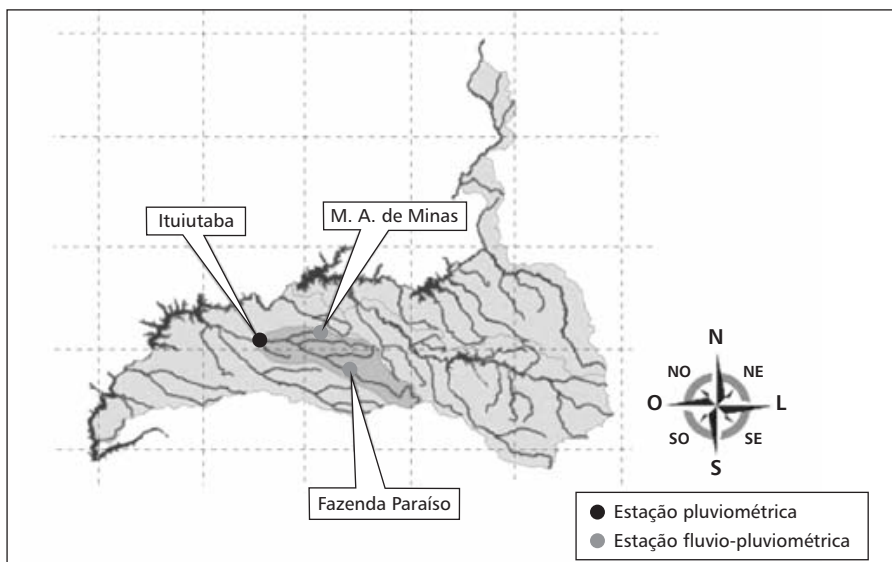 Ituiutaba
M. A. de Minas
Fazenda Paraíso
N
NO
NE
O
L
SO
SE
S
Estação pluviométrica
Estação fluvio-pluviométrica